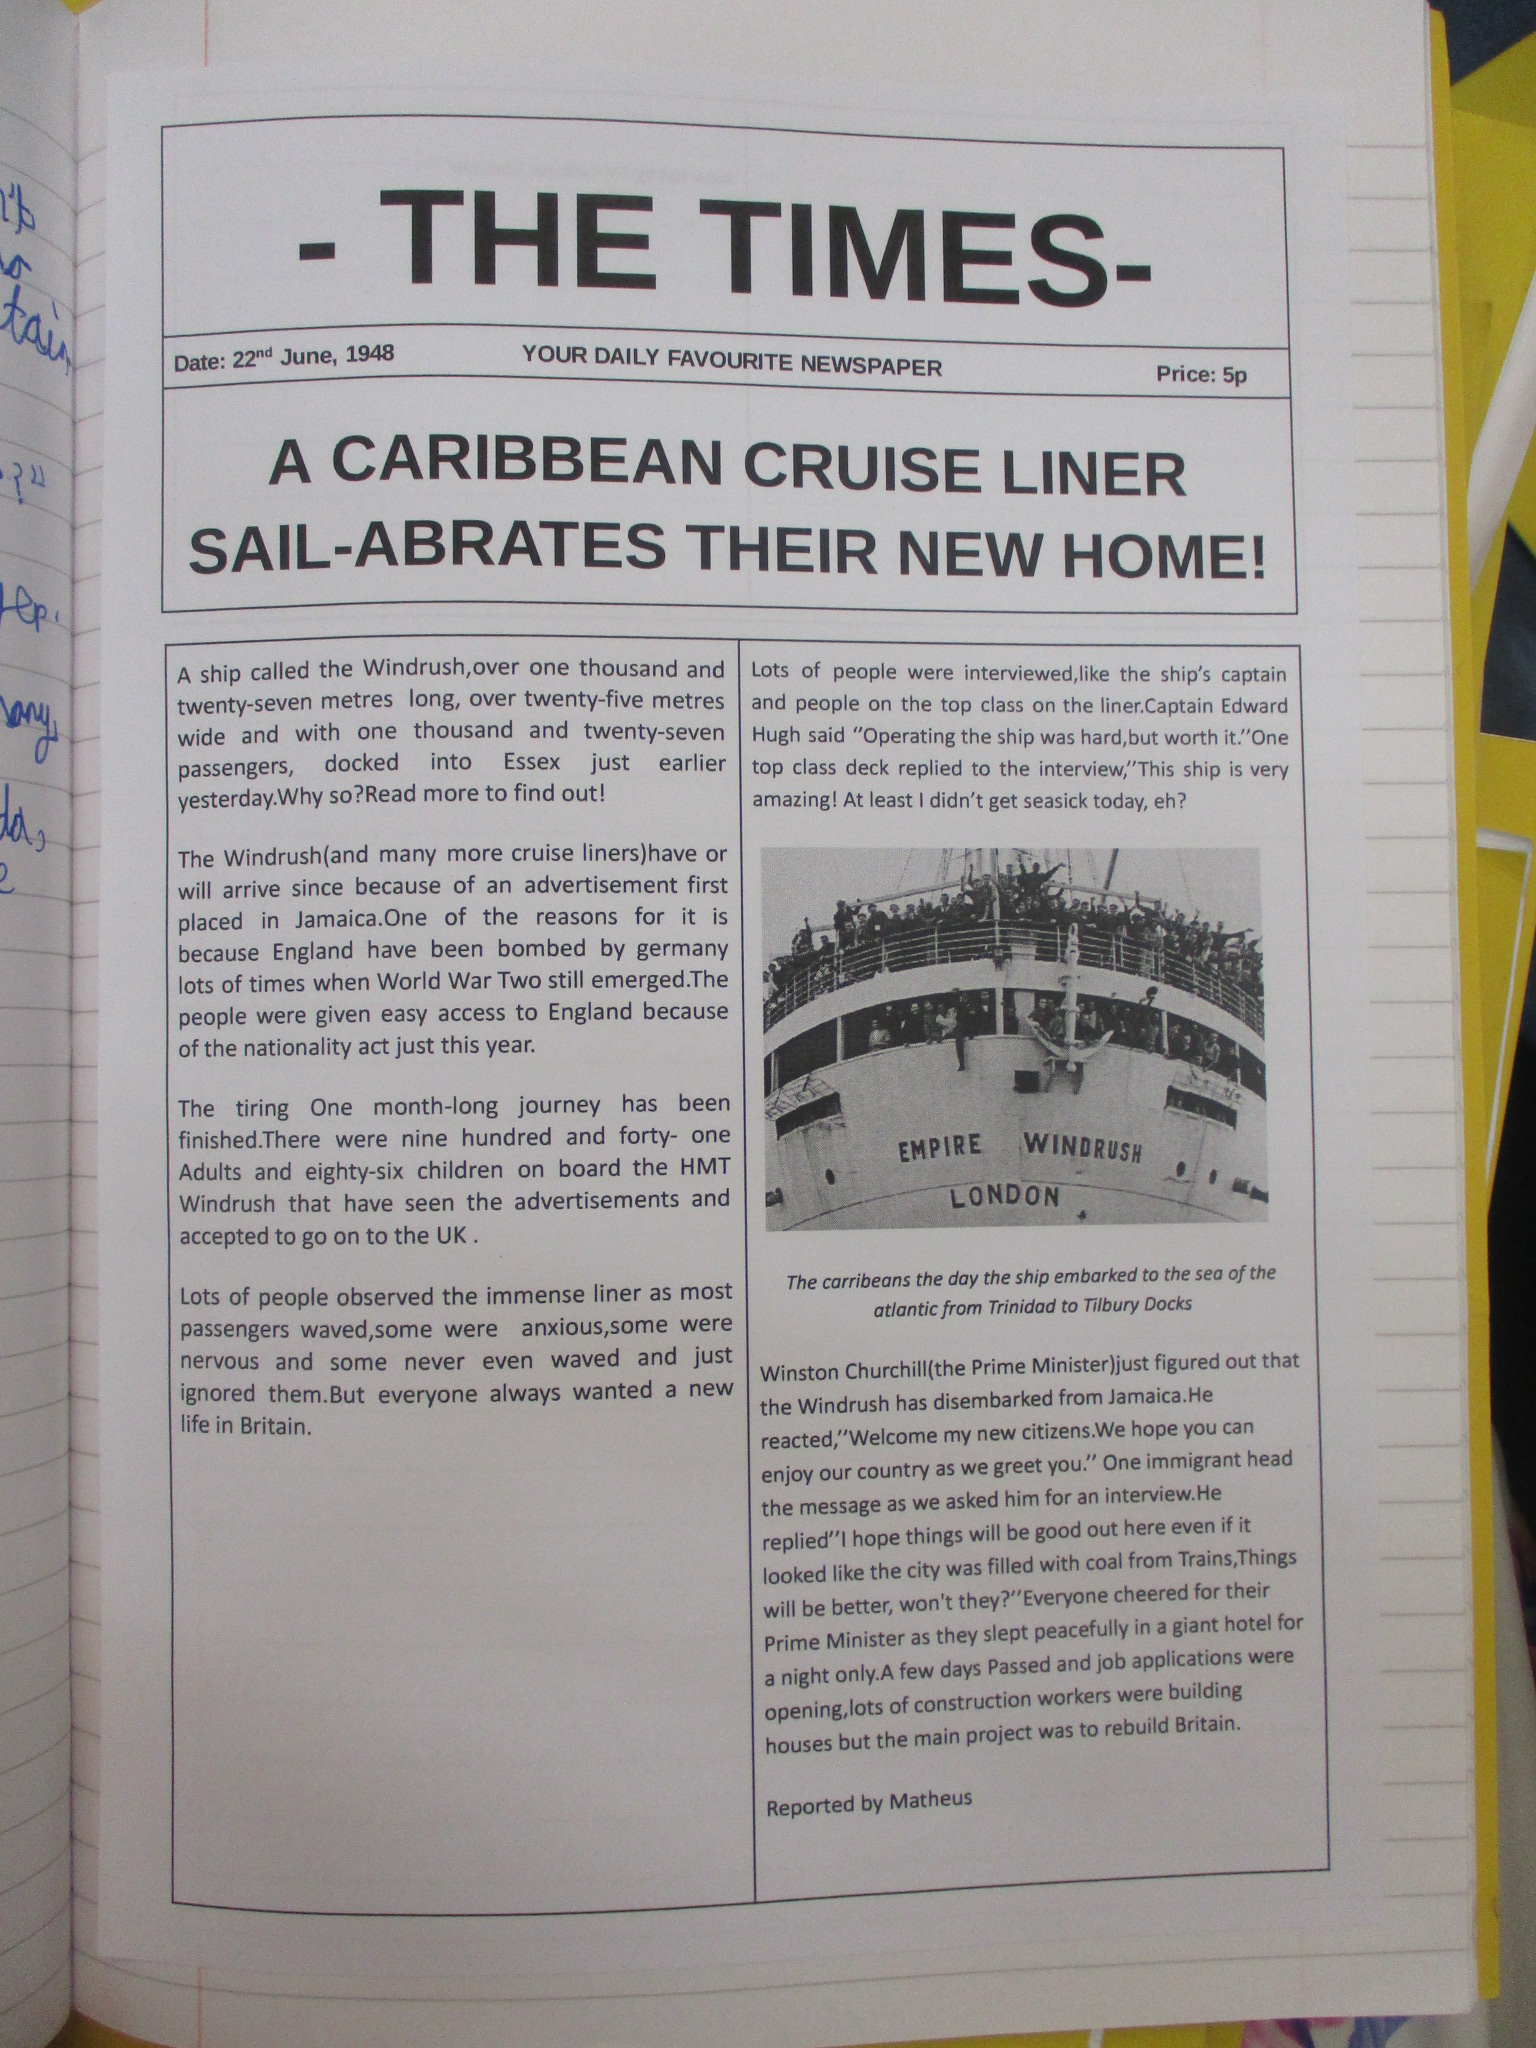 - THE TIMES-
Date: 22nd June, 1948
YOUR DAILY FAVOURITE NEWSPAPER
Price: 5p
A CARIBBEAN CRUISE LINER
SAIL-ABRATES THEIR NEW HOME!
A ship called the Windrush,over one thousand and
twenty-seven metres long, over twenty-five metres
wide and with one thousand and twenty-seven
passengers, docked into Essex just earlier
yesterday.Why so?Read more to find out!
The Windrush(and many more cruise liners)have or
will arrive since because of an advertisement first
placed in Jamaica.One of the reasons for it is
because England have been bombed by germany
lots of times when World War Two still emerged.The
people were given easy access to England because
of the nationality act just this year.
The tiring One month-long journey has been
finished.There were nine hundred and forty- one
Adults and eighty-six children on board the HMT
Windrush that have seen the advertisements and
accepted to go on to the UK .
Lots of people observed the immense liner as most
passengers waved,some were anxious,some were
nervous and some never even waved and just
ignored them.But everyone always wanted a new
life in Britain.
Lots of people were interviewed,like the ship's captain
and people on the top class on the liner.Captain Edward
Hugh said "Operating the ship was hard,but worth it."One
top class deck replied to the interview,"This ship is very
amazing! At least I didn't get seasick today, eh?
EMPIRE WINDRUSH
LONDON
The carribeans the day the ship embarked to the sea of the
atlantic from Trinidad to Tilbury Docks
Winston Churchill(the Prime Minister)just figured out that
the Windrush has disembarked from Jamaica.He
reacted,"Welcome my new citizens.We hope you can
enjoy our country as we greet you." One immigrant head
the message as we asked him for an interview.He
replied"I hope things will be good out here even if it
looked like the city was filled with coal from Trains,Things
will be better, won't they?"Everyone cheered for their
Prime Minister as they slept peacefully in a giant hotel for
a night only.A few days Passed and job applications were
opening,lots of construction workers were building
houses but the main project was to rebuild Britain.
Reported by Matheus